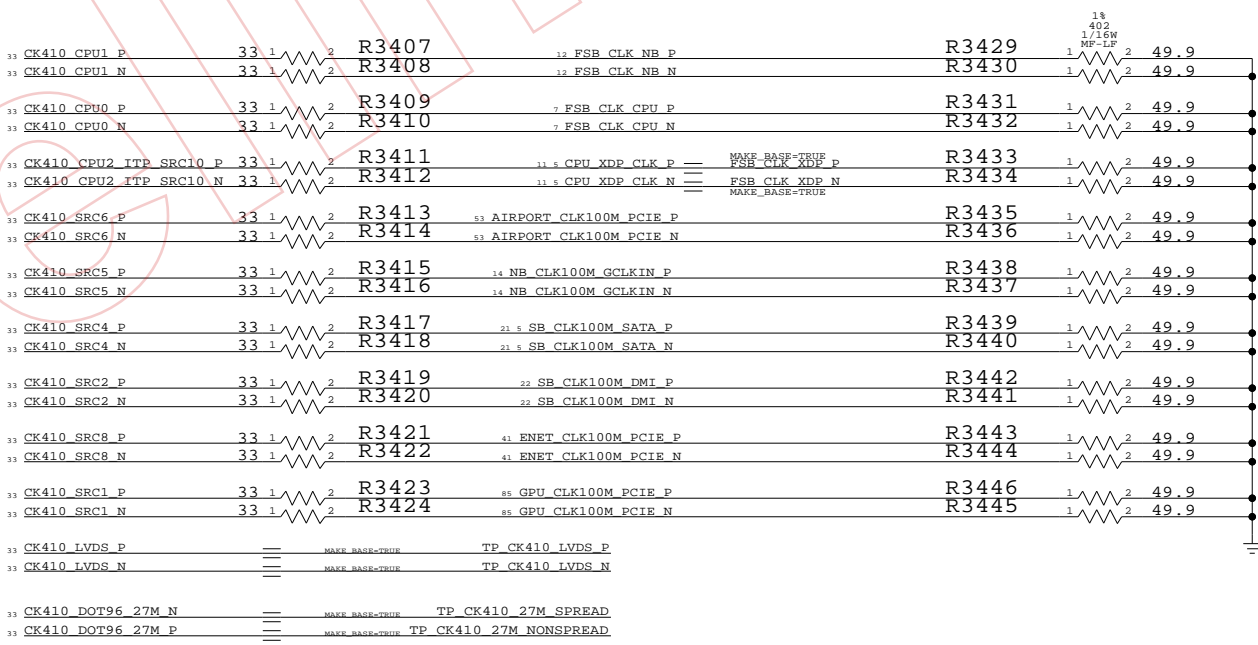 1%
402
1/16W
MF-LF
33 CK410_CPU1_P 33 1 2 R3407 12 FSB_CLK_NB_P R3429 1 2 49.9
33 CK410_CPU1_N 33 1 2 R3408 12 FSB_CLK_NB_N R3430 1 2 49.9
33 CK410_CPU0_P 33 1 2 R3409 7 FSB_CLK_CPU_P R3431 1 2 49.9
33 CK410_CPU0_N 33 1 2 R3410 7 FSB_CLK_CPU_N R3432 1 2 49.9
MAKE_BASE=TRUE
33 CK410_CPU2_ITP_SRC10_P 33 1 2 R3411 11 5 CPU_XDP_CLK_P FSB_CLK_XDP_P R3433 1 2 49.9
33 CK410_CPU2_ITP_SRC10_N 33 1 2 R3412 11 5 CPU_XDP_CLK_N FSB_CLK_XDP_N R3434 1 2 49.9
MAKE_BASE=TRUE
33 CK410_SRC6_P 33 1 2 R3413 53 AIRPORT_CLK100M_PCIE_P R3435 1 2 49.9
33 CK410_SRC6_N 33 1 2 R3414 53 AIRPORT_CLK100M_PCIE_N R3436 1 2 49.9
33 CK410_SRC5_P 33 1 2 R3415 14 NB_CLK100M_GCLKIN_P R3438 1 2 49.9
33 CK410_SRC5_N 33 1 2 R3416 14 NB_CLK100M_GCLKIN_N R3437 1 2 49.9
33 CK410_SRC4_P 33 1 2 R3417 21 5 SB_CLK100M_SATA_P R3439 1 2 49.9
33 CK410_SRC4_N 33 1 2 R3418 21 5 SB_CLK100M_SATA_N R3440 1 2 49.9
33 CK410_SRC2_P 33 1 2 R3419 22 SB_CLK100M_DMI_P R3442 1 2 49.9
33 CK410_SRC2_N 33 1 2 R3420 22 SB_CLK100M_DMI_N R3441 1 2 49.9
33 CK410_SRC8_P 33 1 2 R3421 41 ENET_CLK100M_PCIE_P R3443 1 2 49.9
33 CK410_SRC8_N 33 1 2 R3422 41 ENET_CLK100M_PCIE_N R3444 1 2 49.9
33 CK410_SRC1_P 33 1 2 R3423 85 GPU_CLK100M_PCIE_P R3446 1 2 49.9
33 CK410_SRC1_N 33 1 2 R3424 85 GPU_CLK100M_PCIE_N R3445 1 2 49.9
33 CK410_LVDS_P MAKE_BASE=TRUE TP_CK410_LVDS_P
33 CK410_LVDS_N MAKE_BASE=TRUE TP_CK410_LVDS_N
33 CK410_DOT96_27M_N MAKE_BASE=TRUE TP_CK410_27M_SPREAD
33 CK410_DOT96_27M_P MAKE_BASE=TRUE TP_CK410_27M_NONSPREAD